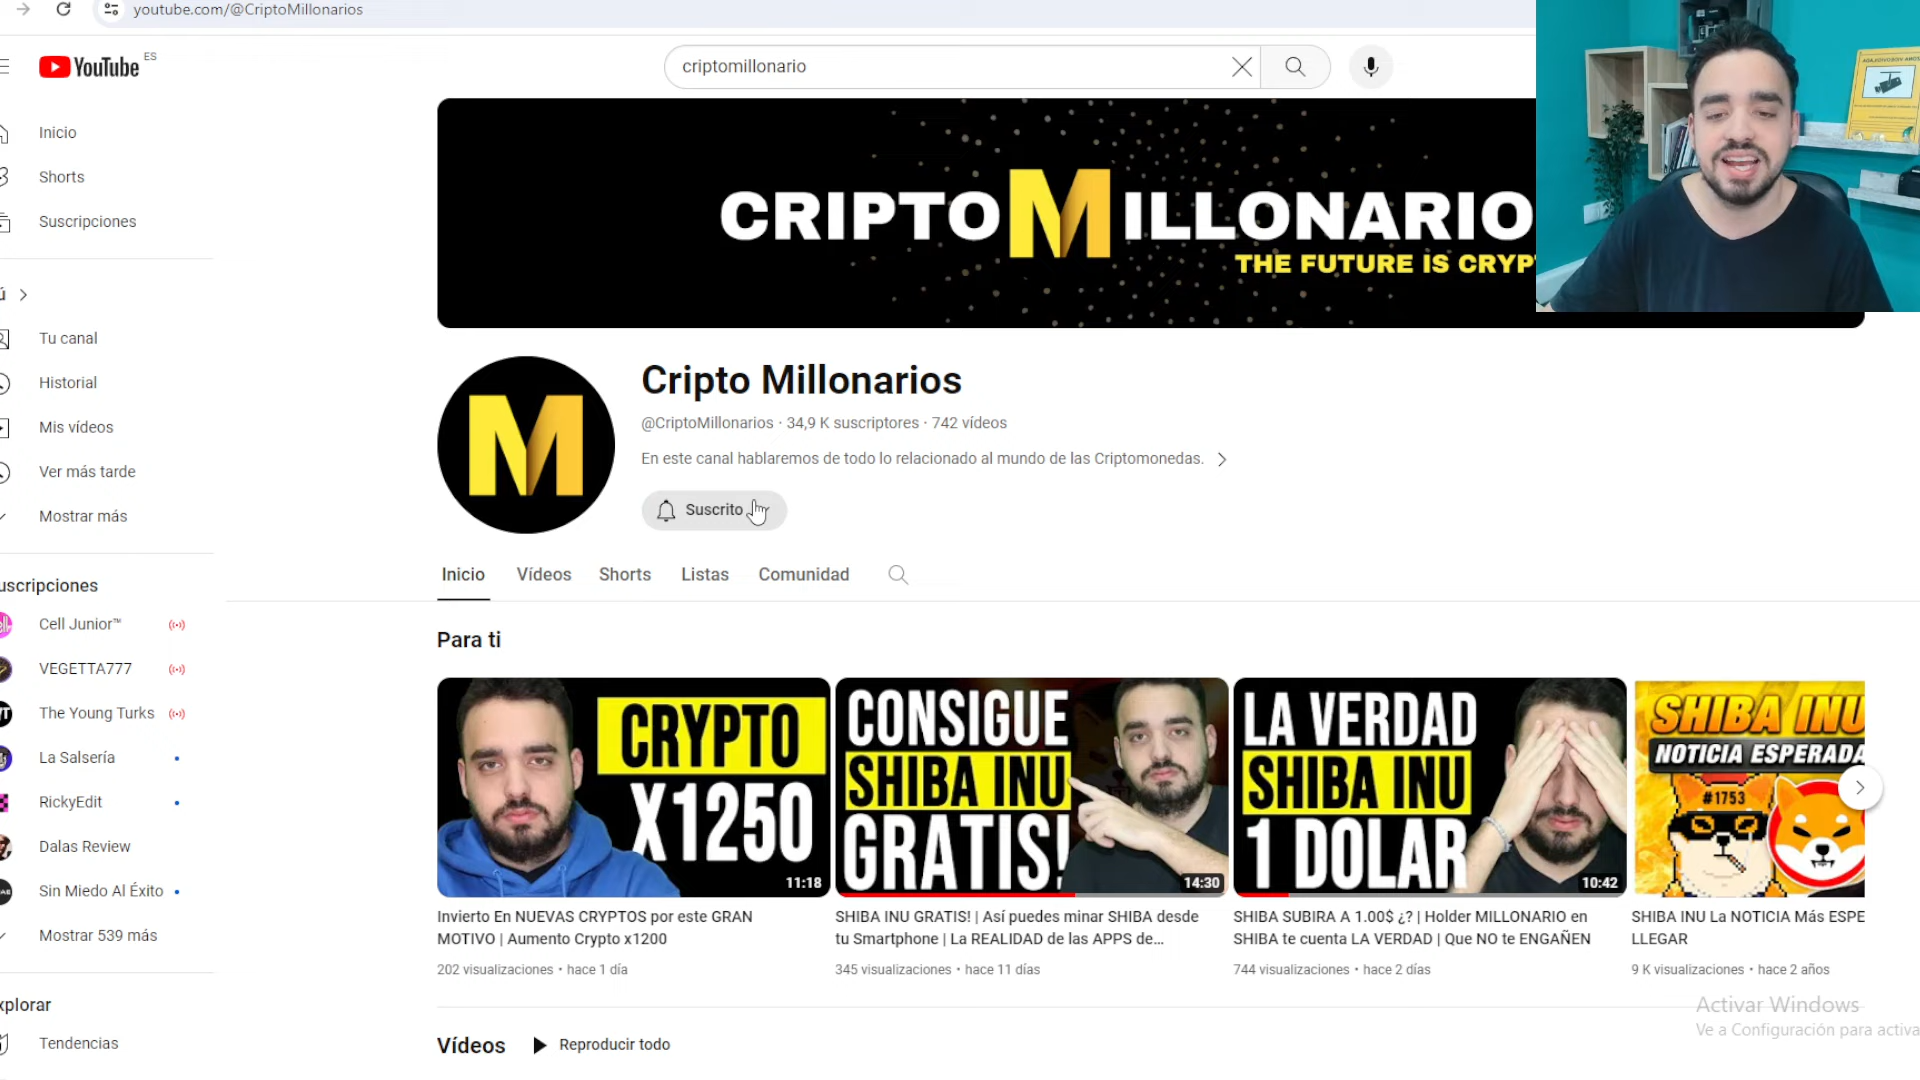 youtube.com/@CriptoMillonarios
YouTube ES
criptomillonario
Inicio
Shorts
Suscripciones
ú
Tu canal
Historial
Mis vídeos
Ver más tarde
Mostrar más
uscripciones
Cell Junior™
VEGETTA777
The Young Turks
La Salsería
RickyEdit
Dalas Review
Sin Miedo Al Éxito
Mostrar 539 más
xplorar
Tendencias
CRIPTOMILLONARIO
THE FUTURE IS CRYP
M
Cripto Millonarios
@CriptoMillonarios · 34,9 K suscriptores · 742 vídeos
En este canal hablaremos de todo lo relacionado al mundo de las Criptomonedas.
Suscrito
Inicio Vídeos Shorts Listas Comunidad
Para ti
CRYPTO
X1250
11:18
Invierto En NUEVAS CRYPTOS por este GRAN
MOTIVO | Aumento Crypto x1200
202 visualizaciones • hace 1 día
CONSIGUE
SHIBA INU
GRATIS!
14:30
SHIBA INU GRATIS! | Así puedes minar SHIBA desde
tu Smartphone | La REALIDAD de las APPS de...
345 visualizaciones • hace 11 días
LA VERDAD
SHIBA INU
1 DOLAR
10:42
SHIBA SUBIRA A 1.00$ ¿? | Holder MILLONARIO en
SHIBA te cuenta LA VERDAD | Que NO te ENGAÑEN
744 visualizaciones • hace 2 días
SHIBA INU
NOTICIA ESPERADA
#1753
SHIBA INU La NOTICIA Más ESPE
LLEGAR
9 K visualizaciones • hace 2 años
Activar Windows
Ve a Configuración para activa
Vídeos
Reproducir todo